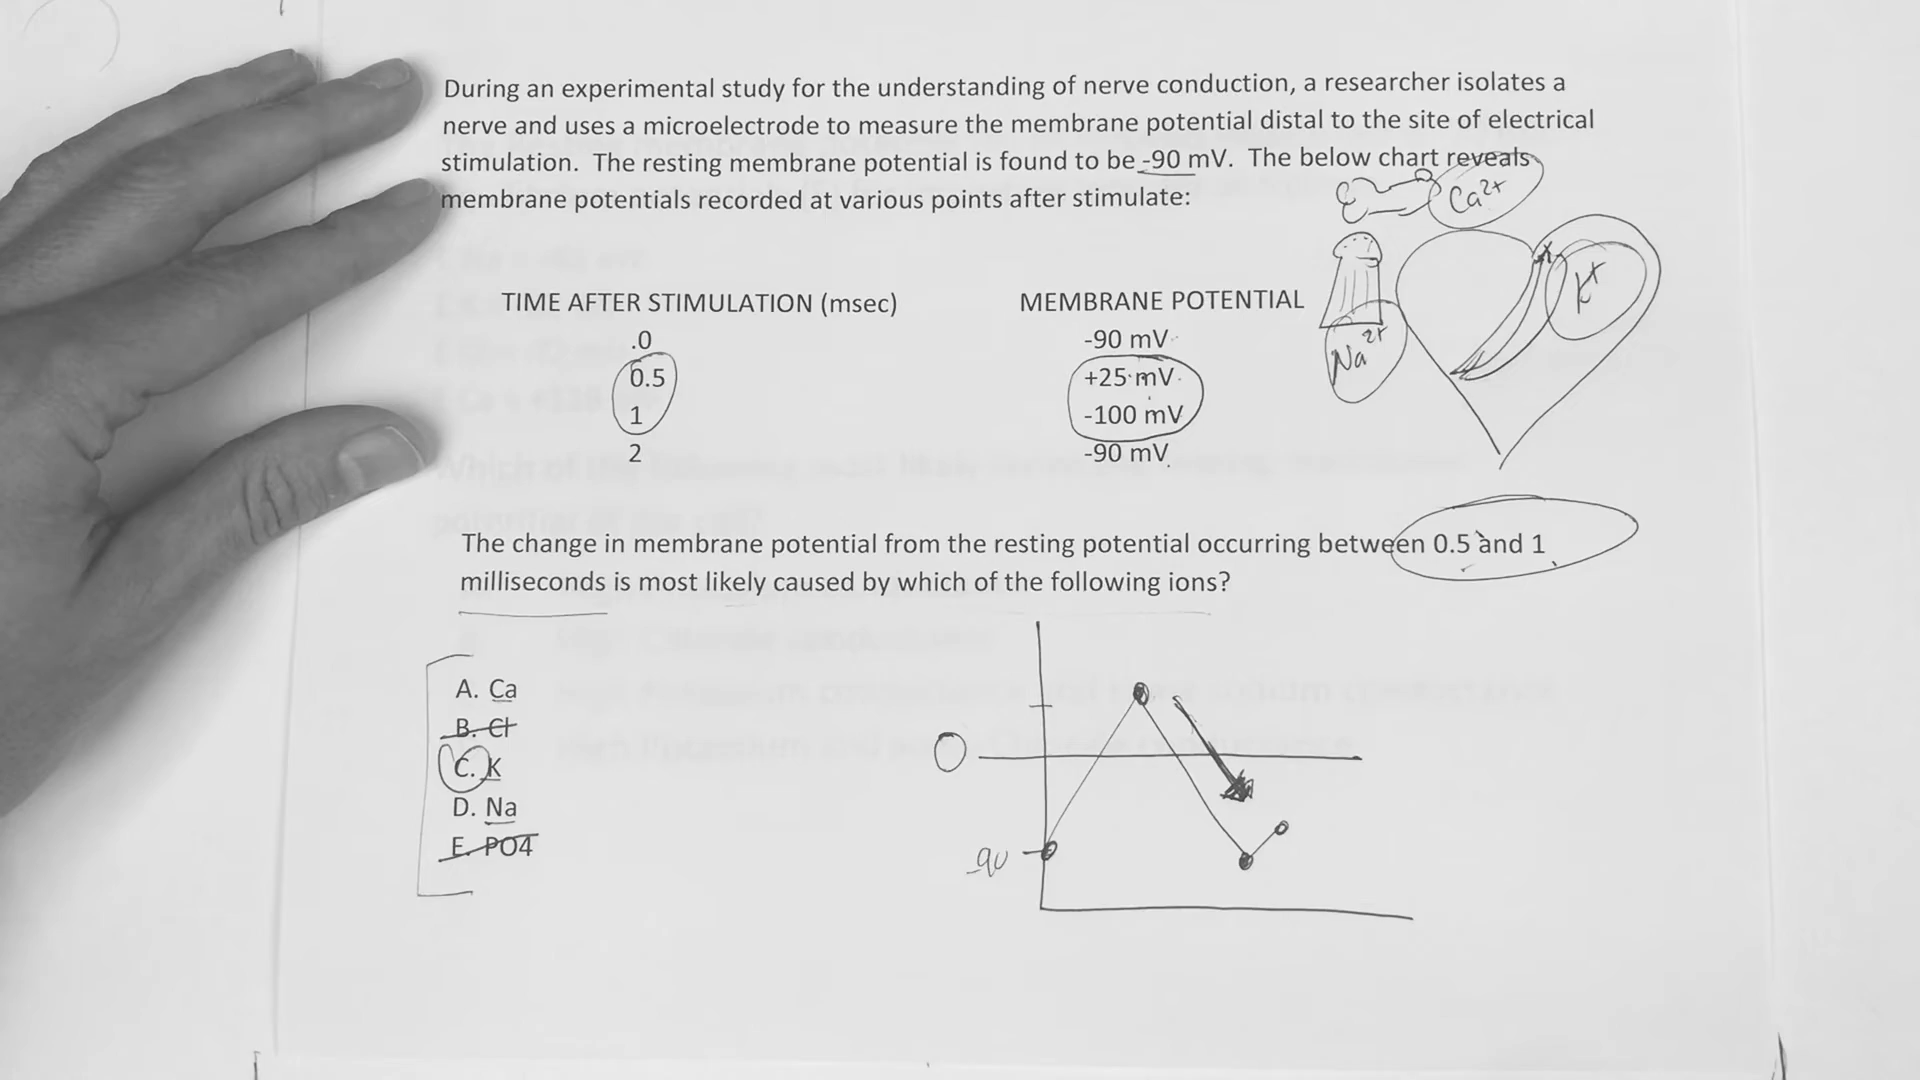 During an experimental study for the understanding of nerve conduction, a researcher isolates a
nerve and uses a microelectrode to measure the membrane potential distal to the site of electrical
stimulation. The resting membrane potential is found to be -90 mV. The below chart reveals
membrane potentials recorded at various points after stimulate:
Ca²⁺
K⁺
Na²⁺
TIME AFTER STIMULATION (msec) MEMBRANE POTENTIAL
.0 -90 mV
0.5 +25 mV
1 -100 mV
2 -90 mV
The change in membrane potential from the resting potential occurring between 0.5 and 1
milliseconds is most likely caused by which of the following ions?
A. Ca
B. Cl
C. K
D. Na
E. PO4
0
-90